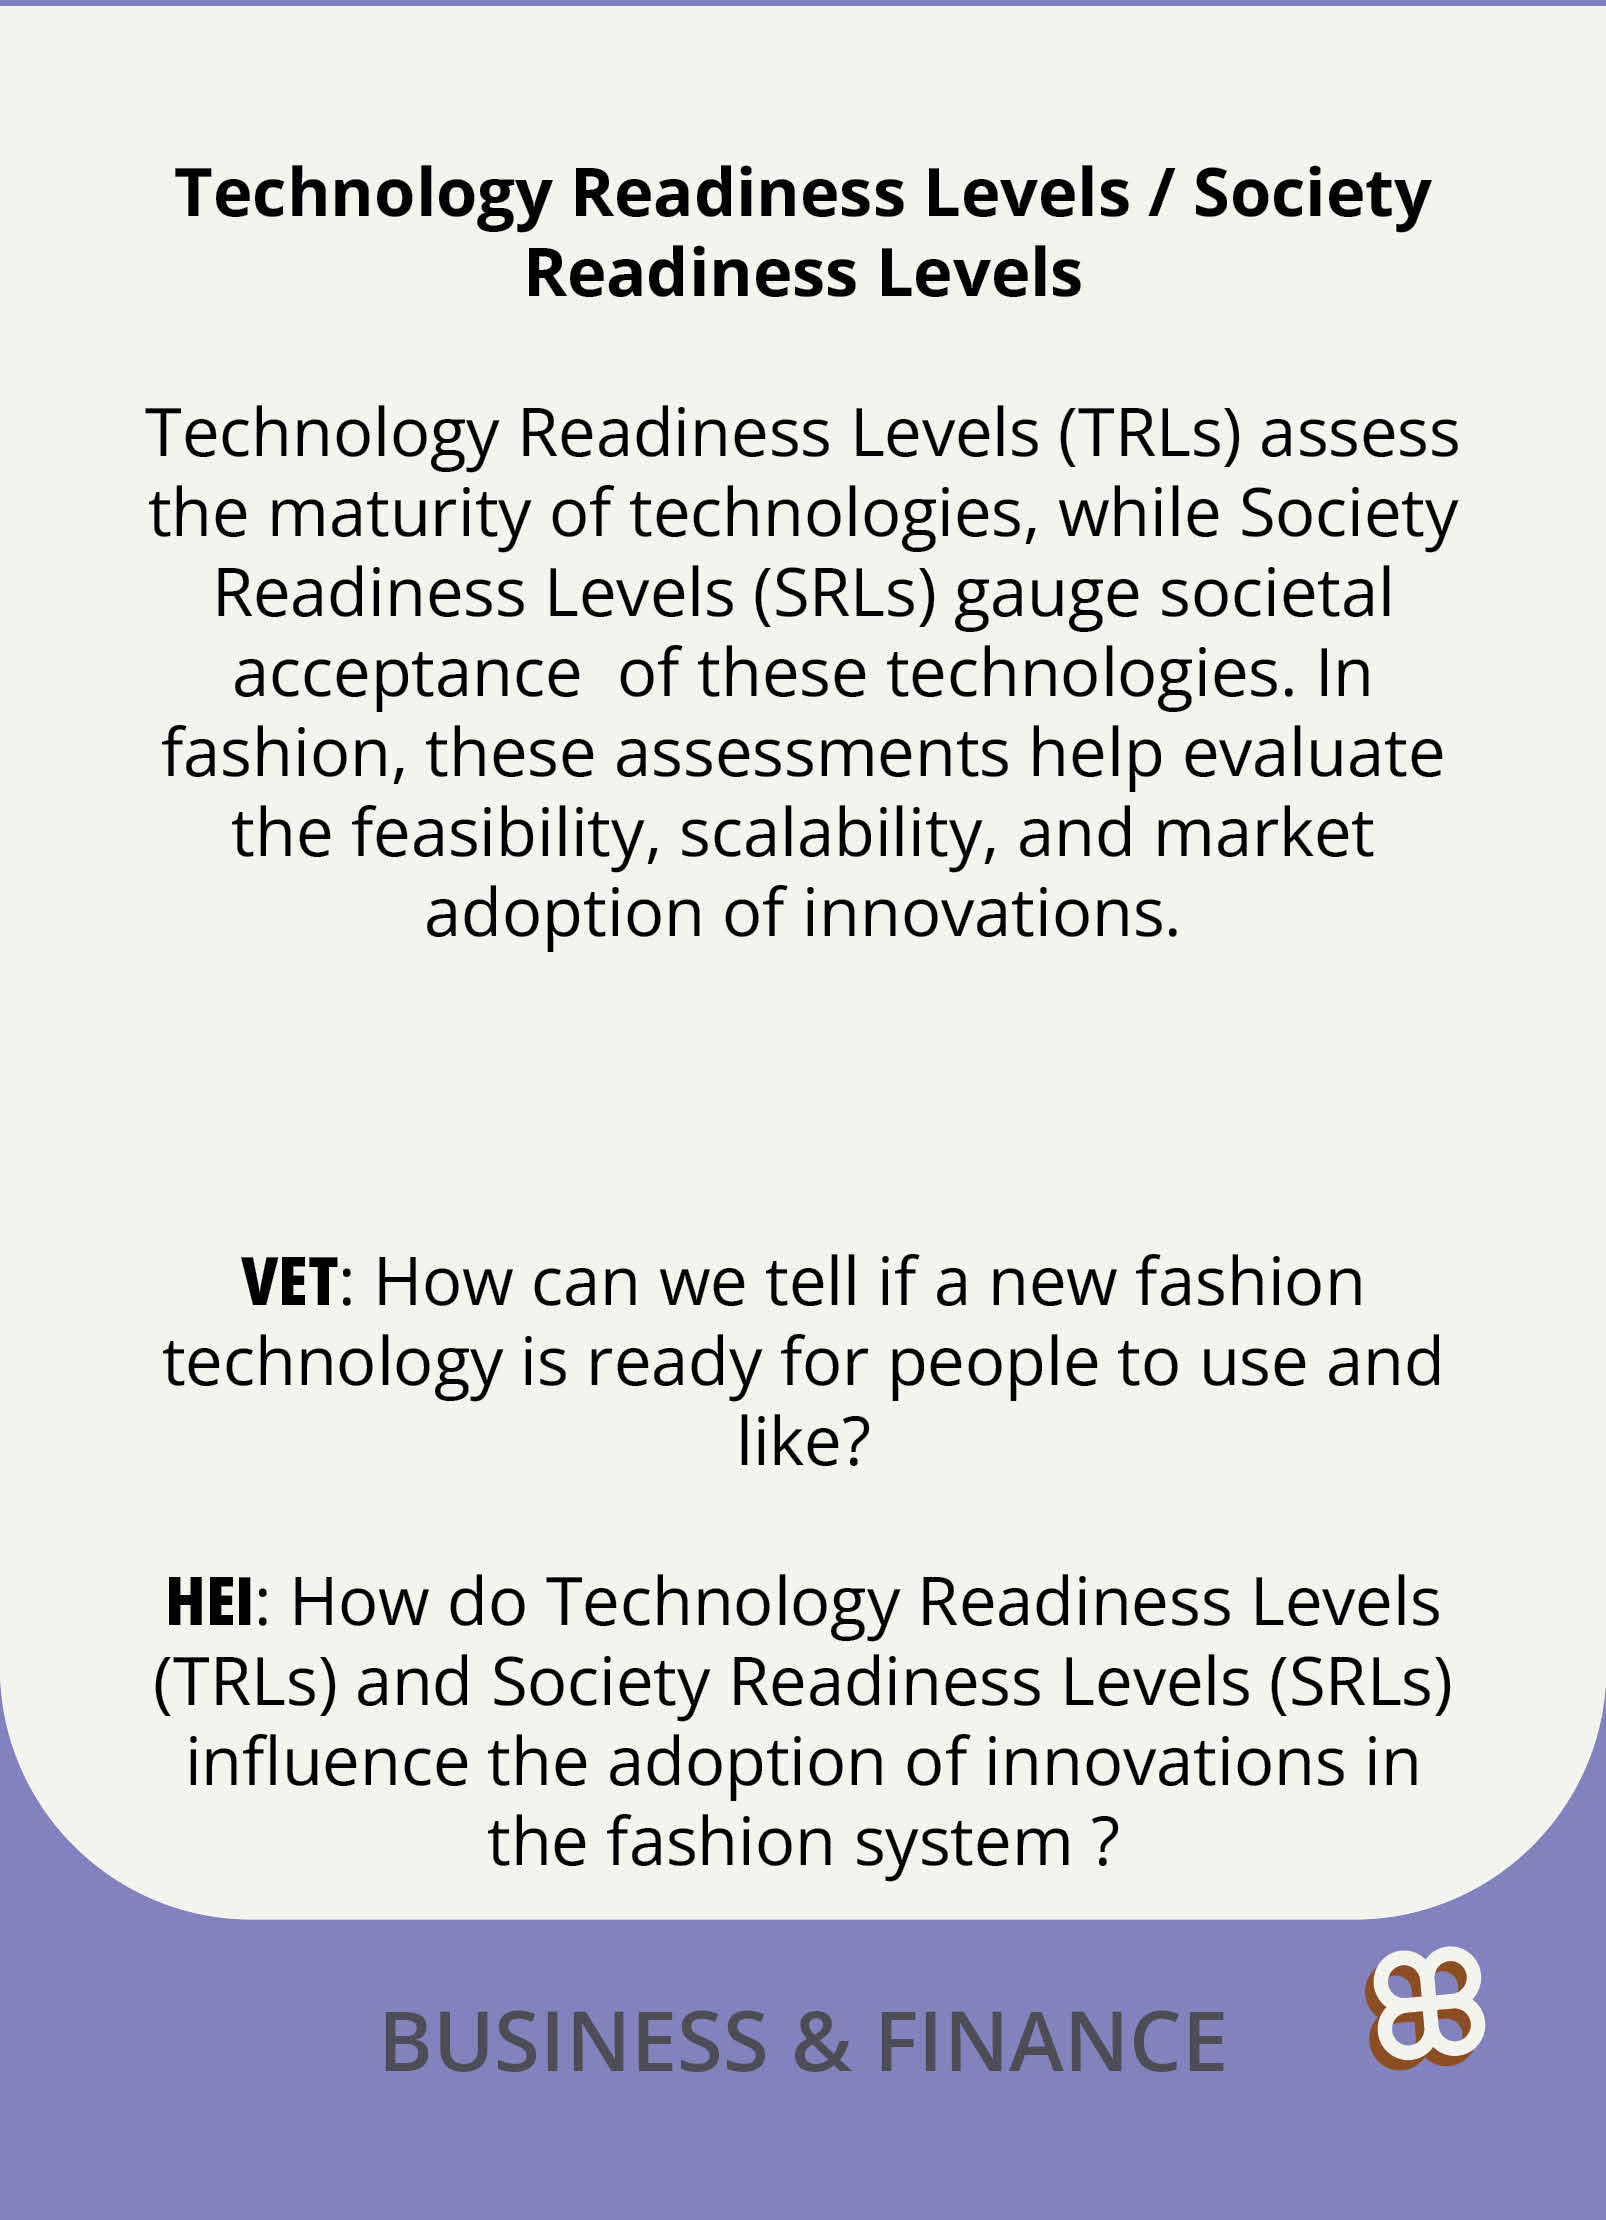 Technology Readiness Levels / Society
Readiness Levels
Technology Readiness Levels (TRLs) assess
the maturity of technologies, while Society
Readiness Levels (SRLs) gauge societal
acceptance  of these technologies. In
fashion, these assessments help evaluate
the feasibility, scalability, and market
adoption of innovations.
VET: How can we tell if a new fashion
technology is ready for people to use and
like?
HEI: How do Technology Readiness Levels
(TRLs) and Society Readiness Levels (SRLs)
influence the adoption of innovations in
the fashion system ?
BUSINESS & FINANCE